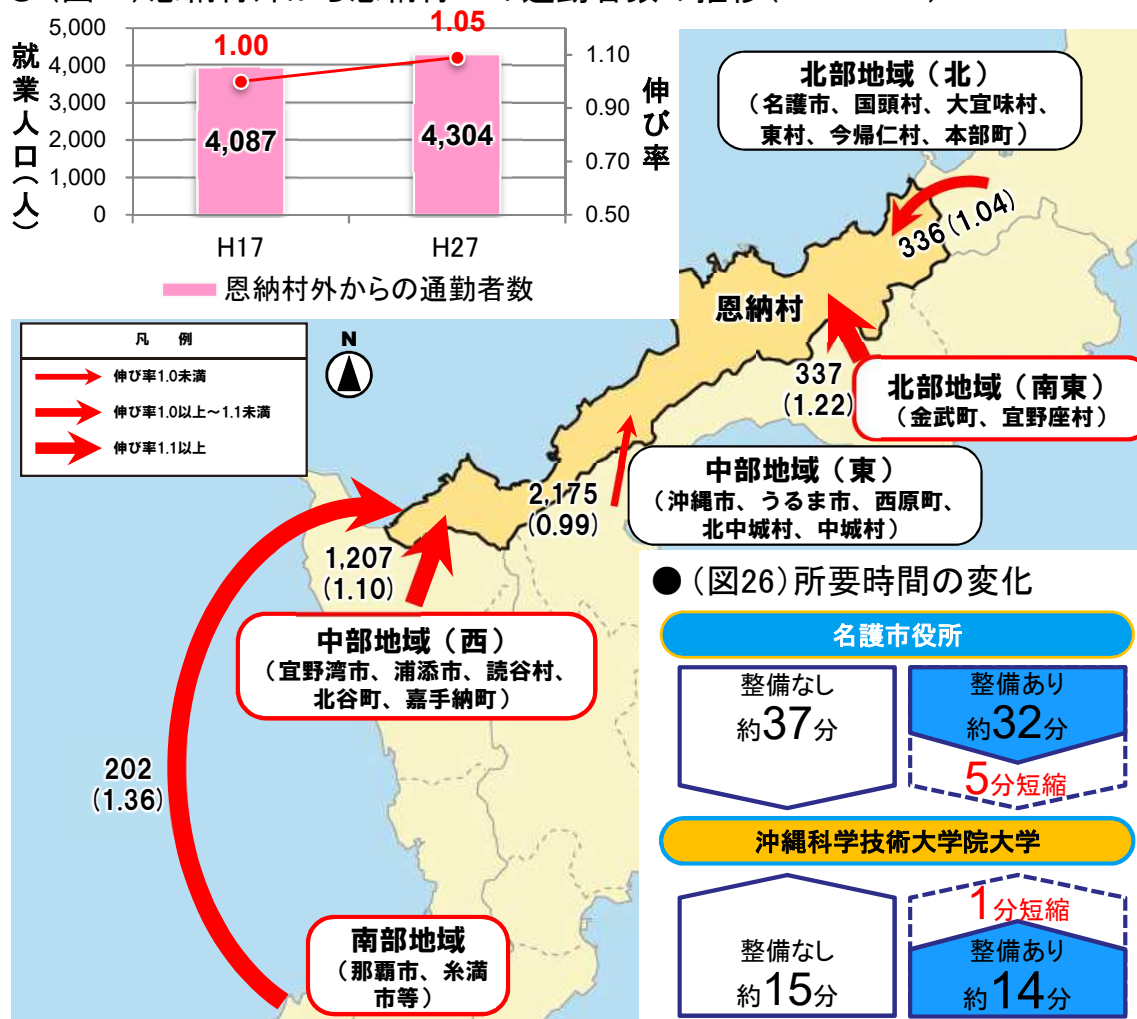 5,000
4,000
3,000
2,000
1,000
0
就業人口(人)
1.00
1.05
4,087
4,304
1.10
0.90
0.70
0.50
伸び率
H17
H27
恩納村外からの通勤者数
北部地域（北）
（名護市、国頭村、大宜味村、
東村、今帰仁村、本部町）
336(1.04)
恩納村
凡　例
伸び率1.0未満
伸び率1.0以上～1.1未満
伸び率1.1以上
N
337
(1.22)
北部地域（南東）
（金武町、宜野座村）
中部地域（東）
（沖縄市、うるま市、西原町、
北中城村、中城村）
2,175
(0.99)
1,207
(1.10)
中部地域（西）
（宜野湾市、浦添市、読谷村、
北谷町、嘉手納町）
202
(1.36)
南部地域
（那覇市、糸満
市等）
●（図26）所要時間の変化
名護市役所
整備なし
約37分
整備あり
約32分
5分短縮
沖縄科学技術大学院大学
整備なし
約15分
1分短縮
整備あり
約14分